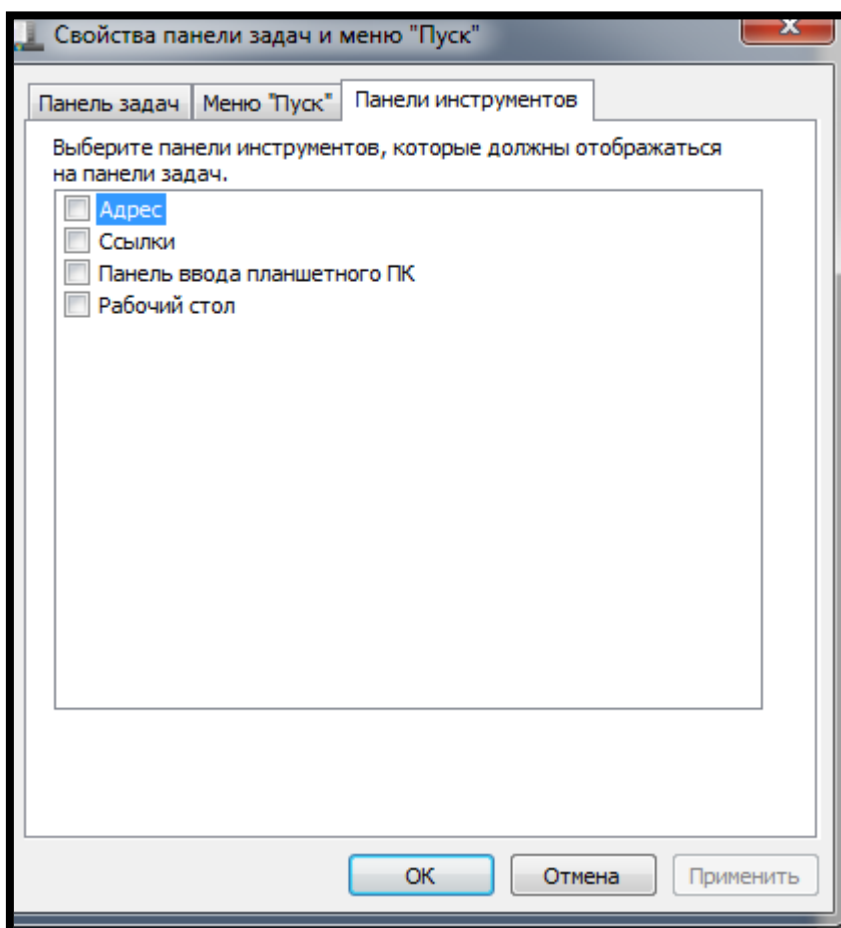 Свойства панели задач и меню "Пуск"
Панель задач
Меню "Пуск"
Панели инструментов
Выберите панели инструментов, которые должны отображаться
на панели задач.
Адрес
Ссылки
Панель ввода планшетного ПК
Рабочий стол
ОК
Отмена
Применить